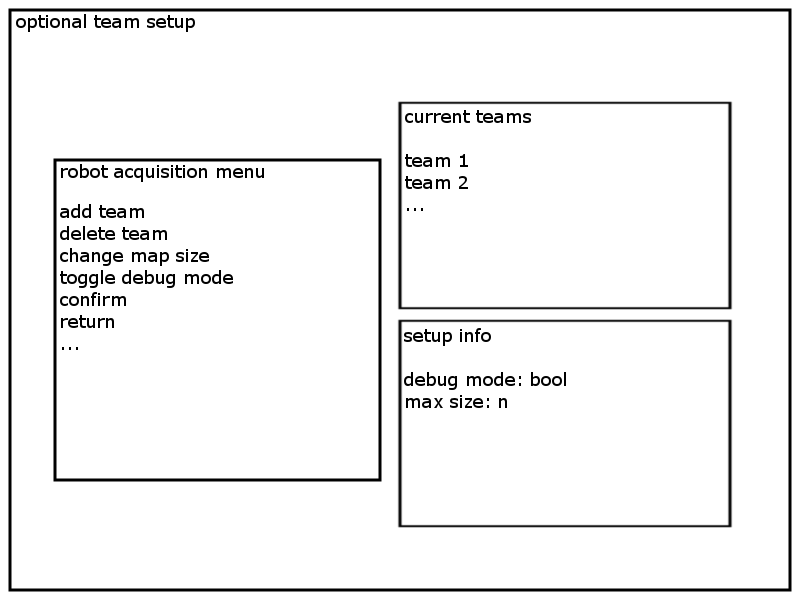 optional team setup
robot acquisition menu
add team
delete team
change map size
toggle debug mode
confirm
return
...
current teams
team 1
team 2
...
setup info
debug mode: bool
max size: n